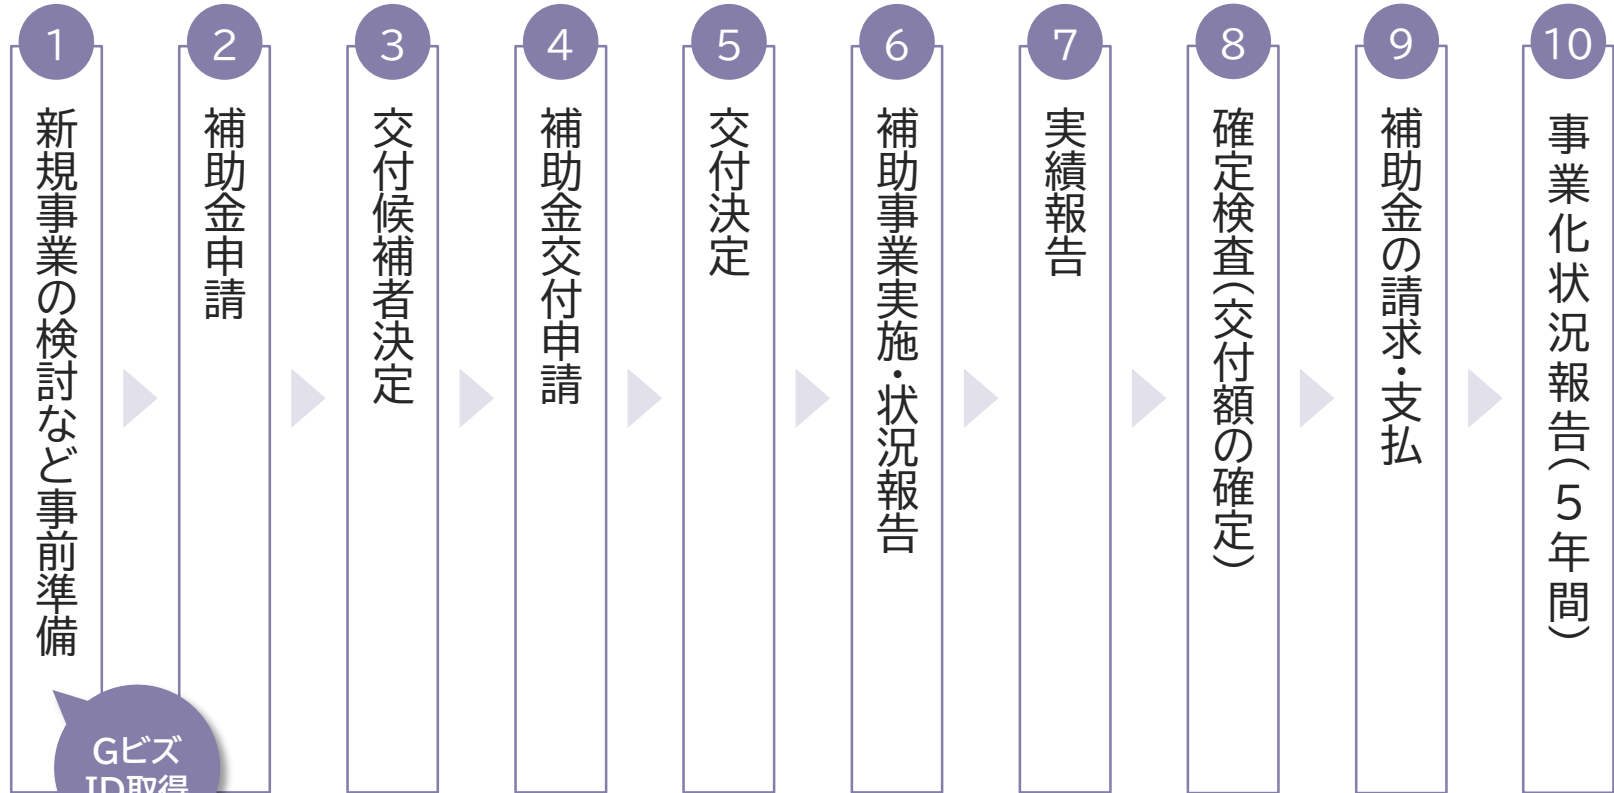 1
新規事業の検討など事前準備
Gビズ
ID取得
2
補助金申請
3
交付候補者決定
4
補助金交付申請
5
交付決定
6
補助事業実施・状況報告
7
実績報告
8
確定検査(交付額の確定)
9
補助金の請求・支払
10
事業化状況報告(5年間)